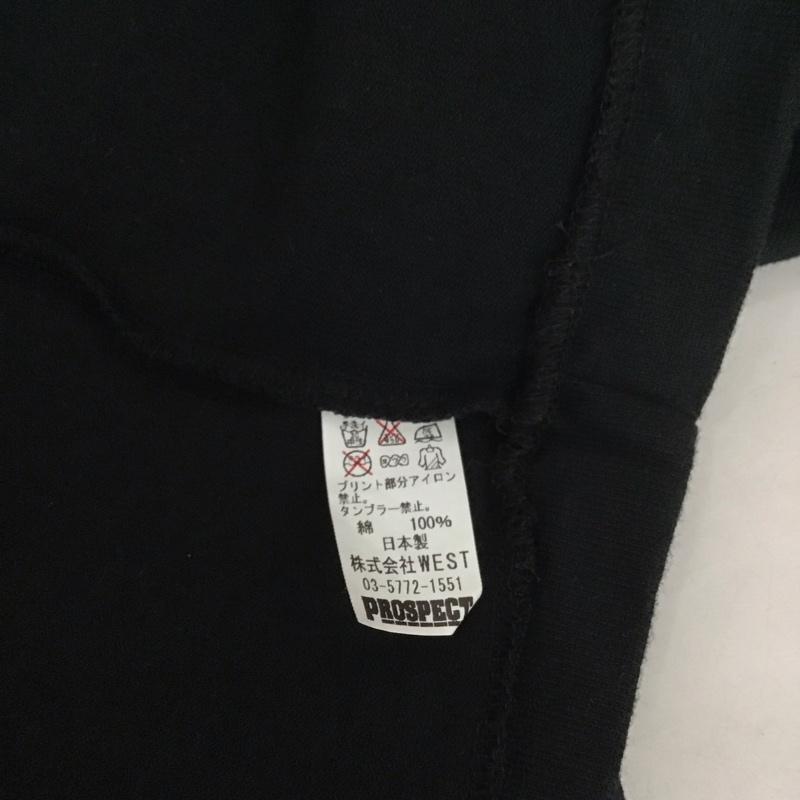 プリント部分アイロン
禁止。
タンブラー禁止。
綿 100%
日本製
株式会社WEST
03-5772-1551
PROSPECT